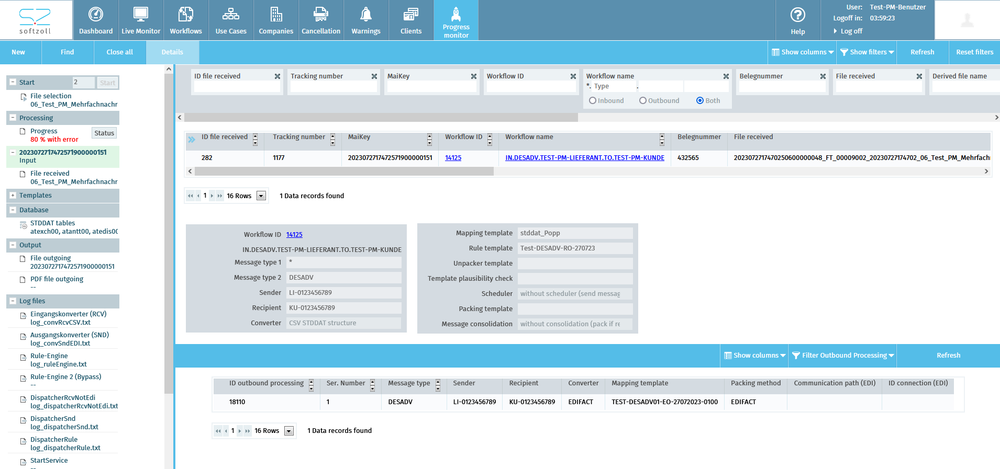 softzoll
Dashboard
Live Monitor
Workflows
Use Cases
Companies
Cancellation
Warnings
Clients
Progress
monitor
Help
User: Test-PM-Benutzer
Logoff in: 03:59:23
Log off
New
Find
Close all
Details
Show columns
Show filters
Refresh
Reset filters
Start 2 Start
File selection
06_Test_PM_Mehrfachnachr
Processing
Progress
80 % with error
Status
2023072717472571900000151
Input
File received
06_Test_PM_Mehrfachnachr
Templates
Database
STDDAT tables
atexch00, atantt00, atedis00
Output
File outgoing
2023072717472571900000151
PDF file outgoing
--
Log files
Eingangskonverter (RCV)
log_convRcvCSV.txt
Ausgangskonverter (SND)
log_convSndEDI.txt
Rule-Engine
log_ruleEngine.txt
Rule-Engine 2 (Bypass)
--
DispatcherRcvNotEdi
log_dispatcherRcvNotEdi.txt
DispatcherSnd
log_dispatcherSnd.txt
DispatcherRule
log_dispatcherRule.txt
StartService
--
ID file received
Tracking number
MaiKey
Workflow ID
Workflow name
*. Type .
Inbound Outbound Both
Belegnummer
File received
Derived file name
ID file received Tracking number MaiKey Workflow ID Workflow name Belegnummer File received
282 1177 2023072717472571900000151 14125 IN.DESADV.TEST-PM-LIEFERANT.TO.TEST-PM-KUNDE 432565 2023072717470250600000048_FT_00009002_20230727174702_06_Test_PM_Mehrfachn
1 16 Rows 1 Data records found
Workflow ID 14125
IN.DESADV.TEST-PM-LIEFERANT.TO.TEST-PM-KUNDE
Message type 1 *
Message type 2 DESADV
Sender LI-0123456789
Recipient KU-0123456789
Converter CSV STDDAT structure
Mapping template stddat_Popp
Rule template Test-DESADV-RO-270723
Unpacker template
Template plausibility check
Scheduler without scheduler (send messag
Packing template
Message consolidation without consolidation (pack if re
Show columns
Filter Outbound Processing
Refresh
ID outbound processing Ser. Number Message type Sender Recipient Converter Mapping template Packing method Communication path (EDI) ID connection (EDI)
18110 1 DESADV LI-0123456789 KU-0123456789 EDIFACT TEST-DESADV01-EO-27072023-0100 EDIFACT
1 16 Rows 1 Data records found